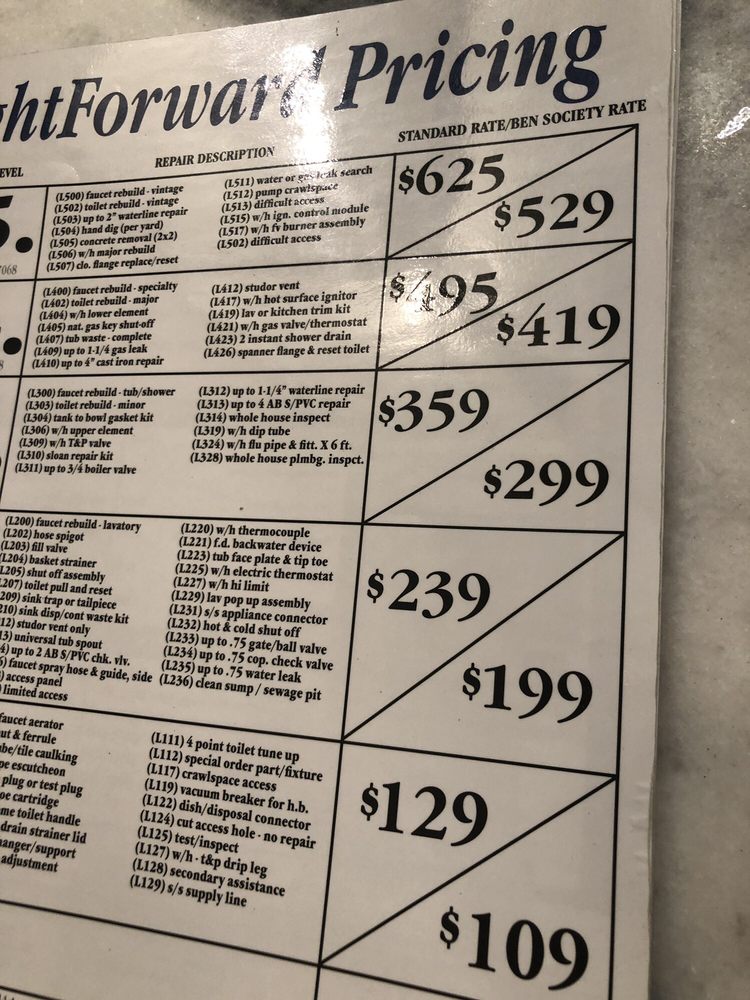 ghtForward Pricing
EVEL
REPAIR DESCRIPTION
STANDARD RATE/BEN SOCIETY RATE
5.
7068
(L500) faucet rebuild - vintage
(L502) toilet rebuild - vintage
(L503) up to 2" waterline repair
(L504) hand dig (per yard)
(L505) concrete removal (2x2)
(L506) w/h major rebuild
(L507) clo. flange replace/reset
(L511) water or gas leak search
(L512) pump crawlspace
(L513) difficult access
(L515) w/h ign. control module
(L517) w/h fv burner assembly
(L502) difficult access
$625
$529
(L400) faucet rebuild - specialty
(L402) toilet rebuild - major
(L404) w/h lower element
(L405) nat. gas key shut-off
(L407) tub waste - complete
(L409) up to 1-1/4 gas leak
(L410) up to 4" cast iron repair
(L412) studor vent
(L417) w/h hot surface ignitor
(L419) lav or kitchen trim kit
(L421) w/h gas valve/thermostat
(L423) 2 instant shower drain
(L426) spanner flange & reset toilet
$495
$419
(L300) faucet rebuild - tub/shower
(L303) toilet rebuild - minor
(L304) tank to bowl gasket kit
(L306) w/h upper element
(L309) w/h T&P valve
(L310) sloan repair kit
(L311) up to 3/4 boiler valve
(L312) up to 1-1/4" waterline repair
(L313) up to 4 AB S/PVC repair
(L314) whole house inspect
(L319) w/h dip tube
(L324) w/h flu pipe & fitt. X 6 ft.
(L328) whole house plmbg. inspct.
$359
$299
(L200) faucet rebuild - lavatory
(L202) hose spigot
(L203) fill valve
L204) basket strainer
L205) shut off assembly
207) toilet pull and reset
209) sink trap or tailpiece
210) sink disp/cont waste kit
12) studor vent only
13) universal tub spout
4) up to 2 AB S/PVC chk. vlv.
) faucet spray hose & guide, side
) access panel
limited access
(L220) w/h thermocouple
(L221) f.d. backwater device
(L223) tub face plate & tip toe
(L225) w/h electric thermostat
(L227) w/h hi limit
(L229) lav pop up assembly
(L231) s/s appliance connector
(L232) hot & cold shut off
(L233) up to .75 gate/ball valve
(L234) up to .75 cop. check valve
(L235) up to .75 water leak
(L236) clean sump / sewage pit
$239
$199
faucet aerator
ut & ferrule
be/tile caulking
pe escutcheon
plug or test plug
oe cartridge
me toilet handle
drain strainer lid
anger/support
adjustment
(L111) 4 point toilet tune up
(L112) special order part/fixture
(L117) crawlspace access
(L119) vacuum breaker for h.b.
(L122) dish/disposal connector
(L124) cut access hole - no repair
(L125) test/inspect
(L127) w/h - t&p drip leg
(L128) secondary assistance
(L129) s/s supply line
$129
$109